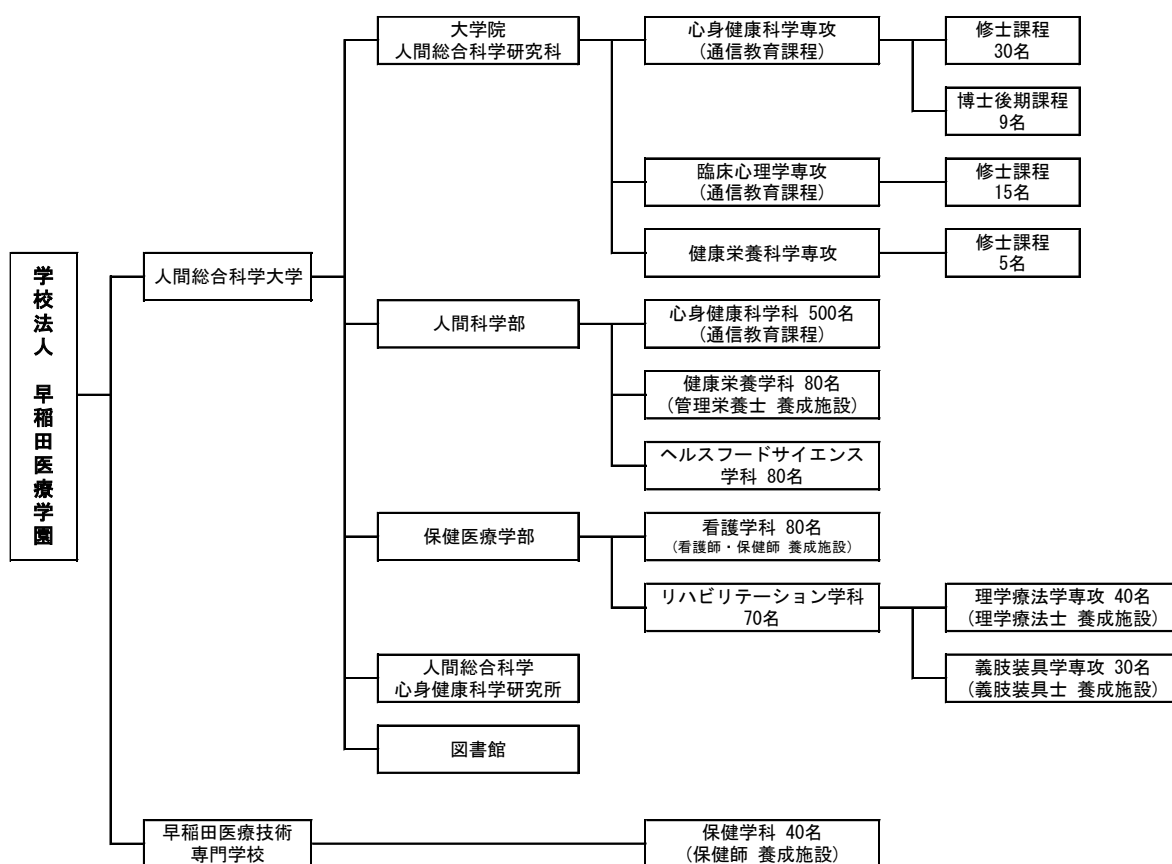 学校法人 早稲田医療学園
人間総合科学大学
大学院
人間総合科学研究科
心身健康科学専攻
(通信教育課程)
修士課程
30名
博士後期課程
9名
臨床心理学専攻
(通信教育課程)
修士課程
15名
健康栄養科学専攻
修士課程
5名
人間科学部
心身健康科学科 500名
(通信教育課程)
健康栄養学科 80名
(管理栄養士 養成施設)
ヘルスフードサイエンス
学科 80名
保健医療学部
看護学科 80名
(看護師・保健師 養成施設)
リハビリテーション学科
70名
理学療法学専攻 40名
(理学療法士 養成施設)
義肢装具学専攻 30名
(義肢装具士 養成施設)
人間総合科学
心身健康科学研究所
図書館
早稲田医療技術
専門学校
保健学科 40名
(保健師 養成施設)